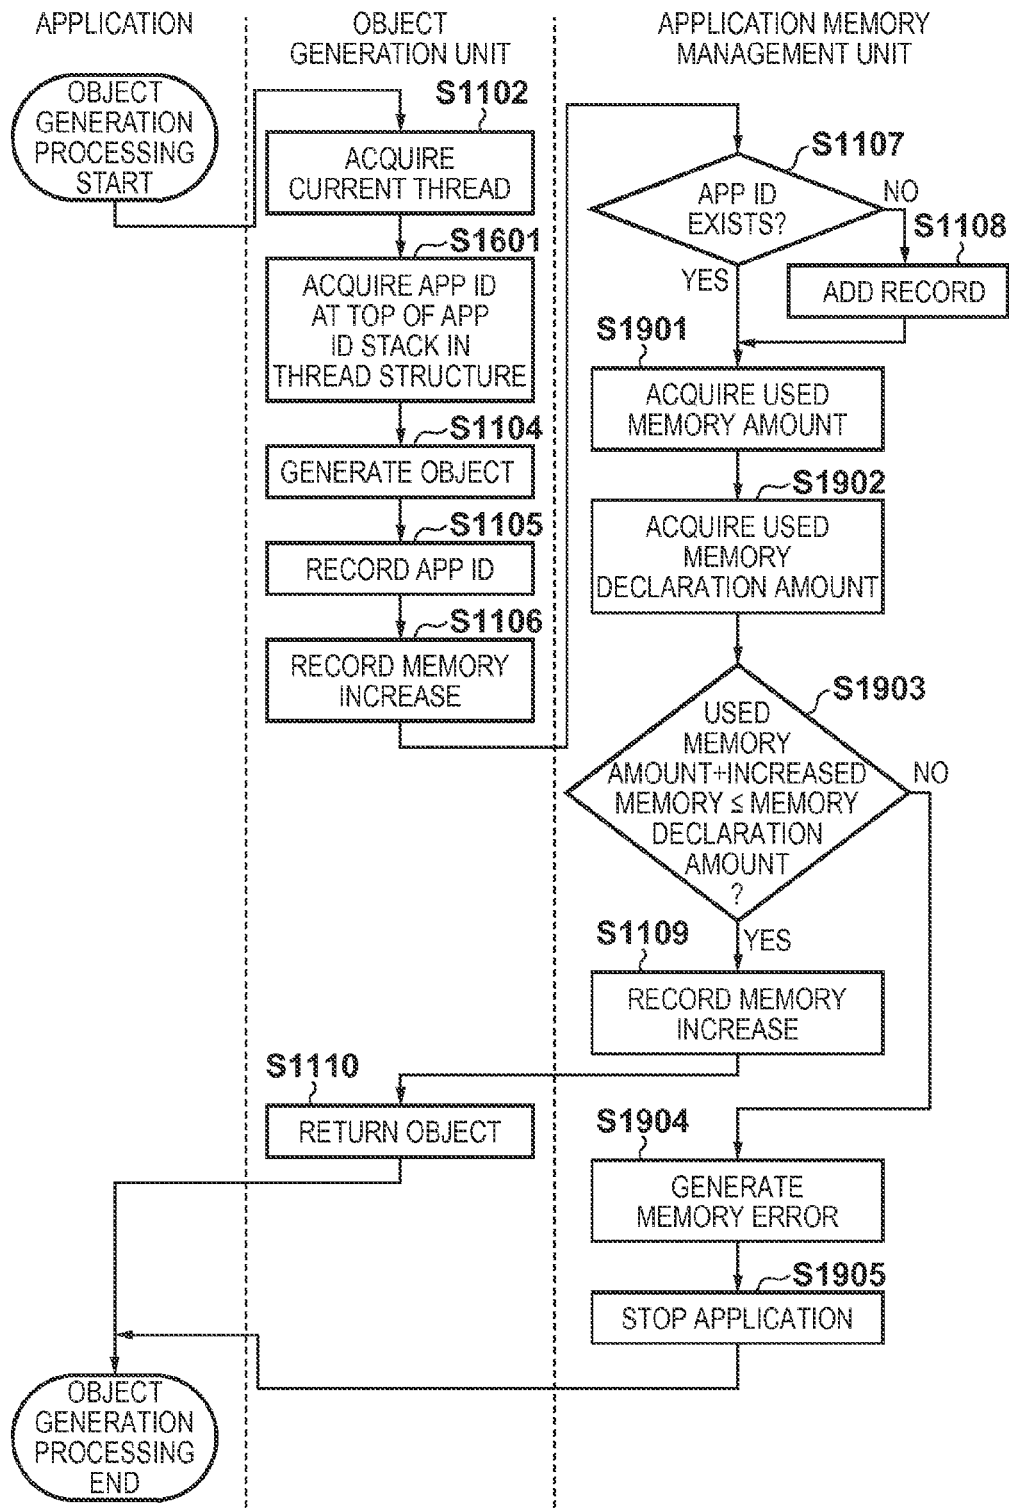 APPLICATION
OBJECT
GENERATION UNIT
APPLICATION MEMORY
MANAGEMENT UNIT
OBJECT
GENERATION
PROCESSING
START
S1102
ACQUIRE
CURRENT THREAD
S1601
ACQUIRE APP ID
AT TOP OF APP
ID STACK IN
THREAD STRUCTURE
S1104
GENERATE OBJECT
S1105
RECORD APP ID
S1106
RECORD MEMORY
INCREASE
S1107
APP ID
EXISTS?
NO
YES
S1108
ADD RECORD
S1901
ACQUIRE USED
MEMORY AMOUNT
S1902
ACQUIRE USED
MEMORY
DECLARATION AMOUNT
S1903
USED
MEMORY
AMOUNT+INCREASED
MEMORY ≤ MEMORY
DECLARATION
AMOUNT
?
NO
YES
S1109
RECORD MEMORY
INCREASE
S1110
RETURN OBJECT
S1904
GENERATE
MEMORY ERROR
S1905
STOP APPLICATION
OBJECT
GENERATION
PROCESSING
END